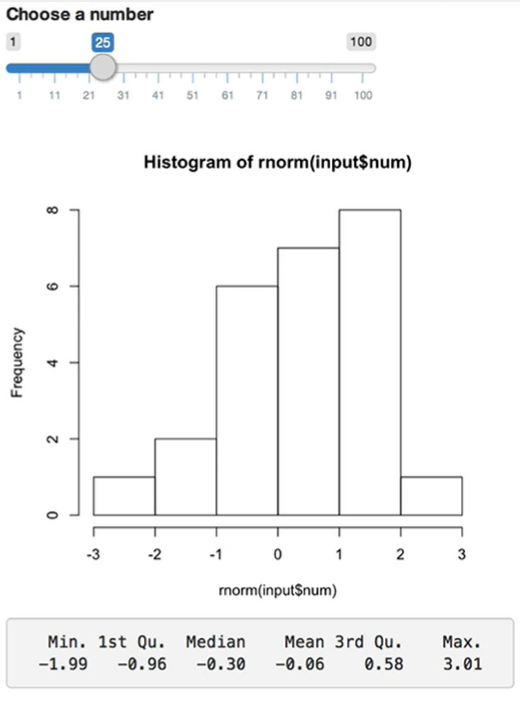 Choose a number
1 25 100
1 11 21 31 41 51 61 71 81 91 100
Histogram of rnorm(input$num)
Frequency
8
6
4
2
0
-3 -2 -1 0 1 2 3
rnorm(input$num)
Min. 1st Qu. Median Mean 3rd Qu. Max.
-1.99 -0.96 -0.30 -0.06 0.58 3.01